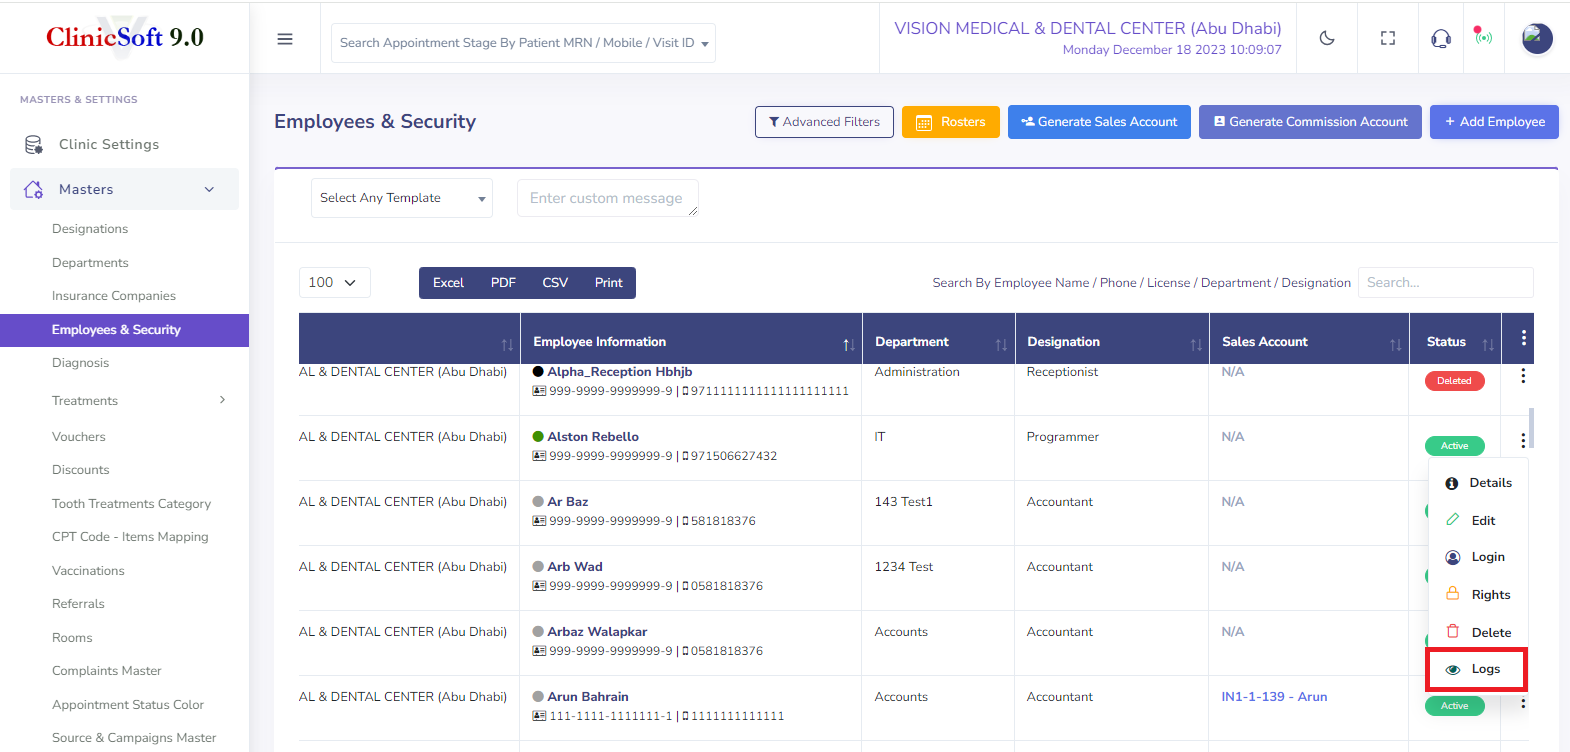 ClinicSoft 9.0
Search Appointment Stage By Patient MRN / Mobile / Visit ID
VISION MEDICAL & DENTAL CENTER (Abu Dhabi)
Monday December 18 2023 10:09:07
MASTERS & SETTINGS
Clinic Settings
Masters
Designations
Departments
Insurance Companies
Employees & Security
Diagnosis
Treatments
Vouchers
Discounts
Tooth Treatments Category
CPT Code - Items Mapping
Vaccinations
Referrals
Rooms
Complaints Master
Appointment Status Color
Source & Campaigns Master
Employees & Security
Advanced Filters
Rosters
Generate Sales Account
Generate Commission Account
+ Add Employee
Select Any Template
Enter custom message
100
Excel PDF CSV Print
Search By Employee Name / Phone / License / Department / Designation
Search...
Employee Information Department Designation Sales Account Status
AL & DENTAL CENTER (Abu Dhabi) Alpha_Reception Hbhjb Administration Receptionist N/A Deleted
999-9999-9999999-9 | 9711111111111111111111
AL & DENTAL CENTER (Abu Dhabi) Alston Rebello IT Programmer N/A Active
999-9999-9999999-9 | 971506627432
AL & DENTAL CENTER (Abu Dhabi) Ar Baz 143 Test1 Accountant N/A
999-9999-9999999-9 | 581818376
AL & DENTAL CENTER (Abu Dhabi) Arb Wad 1234 Test Accountant N/A
999-9999-9999999-9 | 0581818376
AL & DENTAL CENTER (Abu Dhabi) Arbaz Walapkar Accounts Accountant N/A
999-9999-9999999-9 | 0581818376
AL & DENTAL CENTER (Abu Dhabi) Arun Bahrain Accounts Accountant IN1-1-139 - Arun Active
111-1111-1111111-1 | 1111111111111
Details
Edit
Login
Rights
Delete
Logs